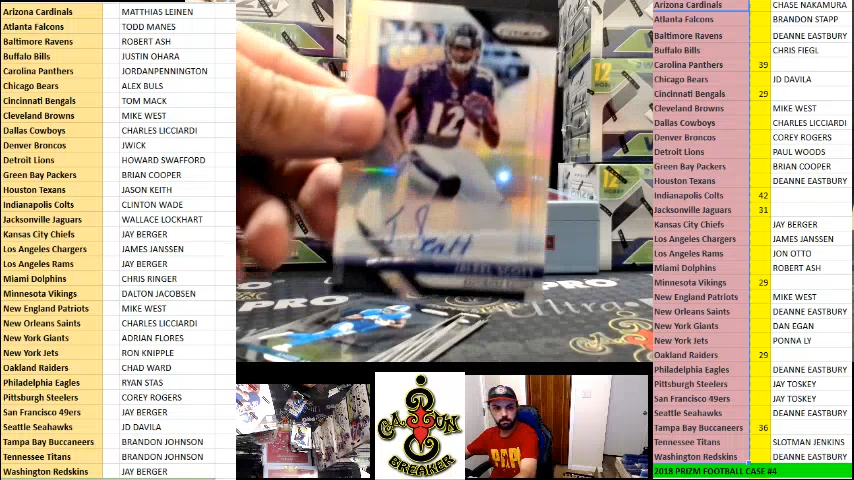 Arizona Cardinals MATTHIAS LEINEN
Atlanta Falcons TODD MANES
Baltimore Ravens ROBERT ASH
Buffalo Bills JUSTIN OHARA
Carolina Panthers JORDANPENNINGTON
Chicago Bears ALEX BULS
Cincinnati Bengals TOM MACK
Cleveland Browns MIKE WEST
Dallas Cowboys CHARLES LICCIARDI
Denver Broncos JWICK
Detroit Lions HOWARD SWAFFORD
Green Bay Packers BRIAN COOPER
Houston Texans JASON KEITH
Indianapolis Colts CLINTON WADE
Jacksonville Jaguars WALLACE LOCKHART
Kansas City Chiefs JAY BERGER
Los Angeles Chargers JAMES JANSSEN
Los Angeles Rams JAY BERGER
Miami Dolphins CHRIS RINGER
Minnesota Vikings DALTON JACOBSEN
New England Patriots MIKE WEST
New Orleans Saints CHARLES LICCIARDI
New York Giants ADRIAN FLORES
New York Jets RON KNIPPLE
Oakland Raiders CHAD WARD
Philadelphia Eagles RYAN STAS
Pittsburgh Steelers COREY ROGERS
San Francisco 49ers JAY BERGER
Seattle Seahawks JD DAVILA
Tampa Bay Buccaneers BRANDON JOHNSON
Tennessee Titans BRANDON JOHNSON
Washington Redskins JAY BERGER
PRIZM
12
J. Scott
JALEEL SCOTT
12
12
PRO
PRO
Ultra
CAJUN
BREAKER
Arizona Cardinals CHASE NAKAMURA
Atlanta Falcons BRANDON STAPP
Baltimore Ravens DEANNE EASTBURY
Buffalo Bills CHRIS FIEGL
Carolina Panthers 39
Chicago Bears JD DAVILA
Cincinnati Bengals 29
Cleveland Browns MIKE WEST
Dallas Cowboys CHARLES LICCIARDI
Denver Broncos COREY ROGERS
Detroit Lions PAUL WOODS
Green Bay Packers BRIAN COOPER
Houston Texans DEANNE EASTBURY
Indianapolis Colts 42
Jacksonville Jaguars 31
Kansas City Chiefs JAY BERGER
Los Angeles Chargers JAMES JANSSEN
Los Angeles Rams JON OTTO
Miami Dolphins ROBERT ASH
Minnesota Vikings 29
New England Patriots MIKE WEST
New Orleans Saints DEANNE EASTBURY
New York Giants DAN EGAN
New York Jets PONNA LY
Oakland Raiders 29
Philadelphia Eagles DEANNE EASTBURY
Pittsburgh Steelers JAY TOSKEY
San Francisco 49ers JAY TOSKEY
Seattle Seahawks DEANNE EASTBURY
Tampa Bay Buccaneers 36
Tennessee Titans SLOTMAN JENKINS
Washington Redskins DEANNE EASTBURY
2018 PRIZM FOOTBALL CASE #4